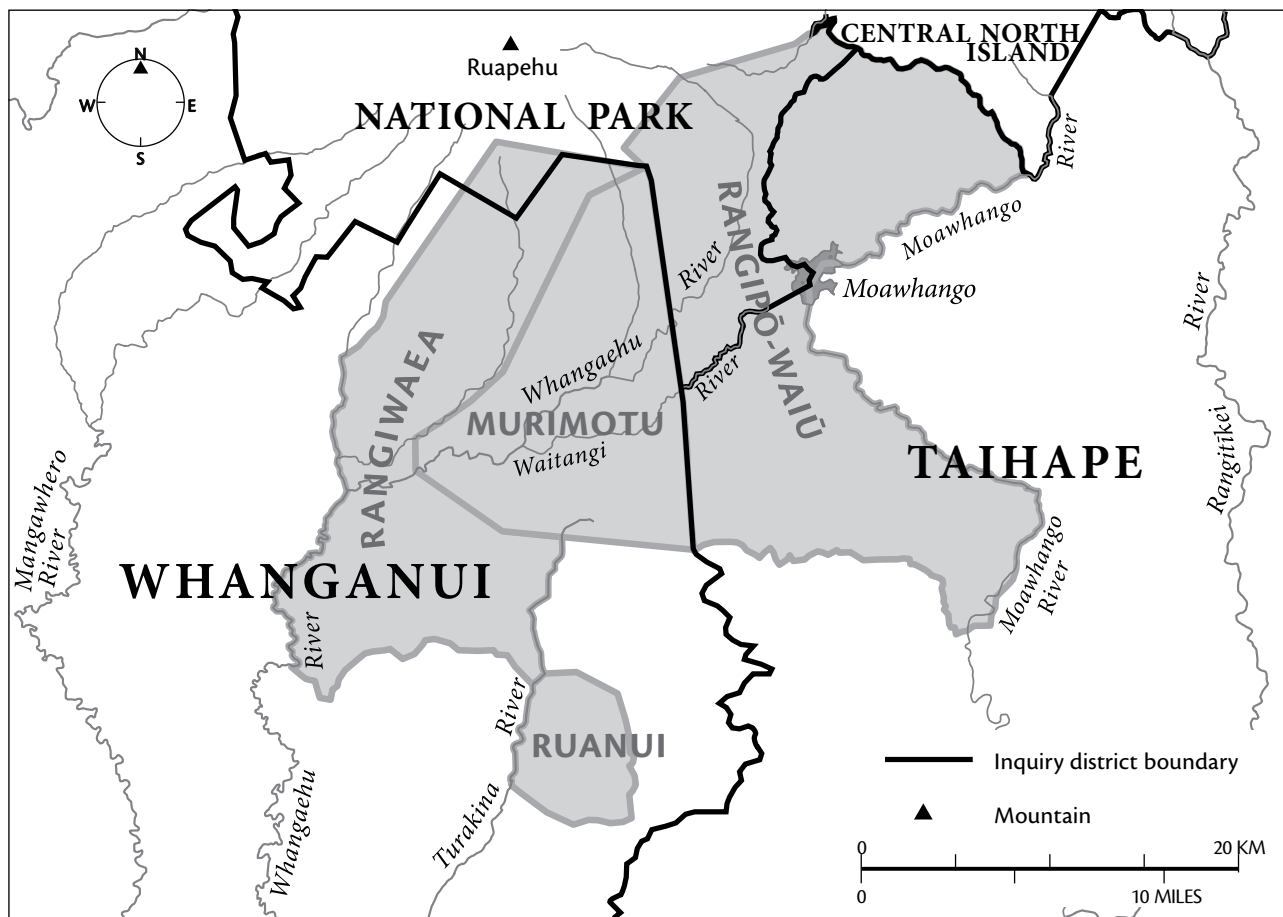 CENTRAL NORTH
ISLAND
N
W
E
S
Ruapehu
NATIONAL PARK
River
Moawhango
RANGIPŌ-WAIŪ
River
Moawhango
River
River
RANGIWAEA
Whangaehu
MURIMOTU
Waitangi
TAIHAPE
Rangitīkei
Mangawhero
River
Moawhango
River
WHANGANUI
River
River
RUANUI
Whangaehu
Turakina
Inquiry district boundary
Mountain
0
20 KM
0
10 MILES